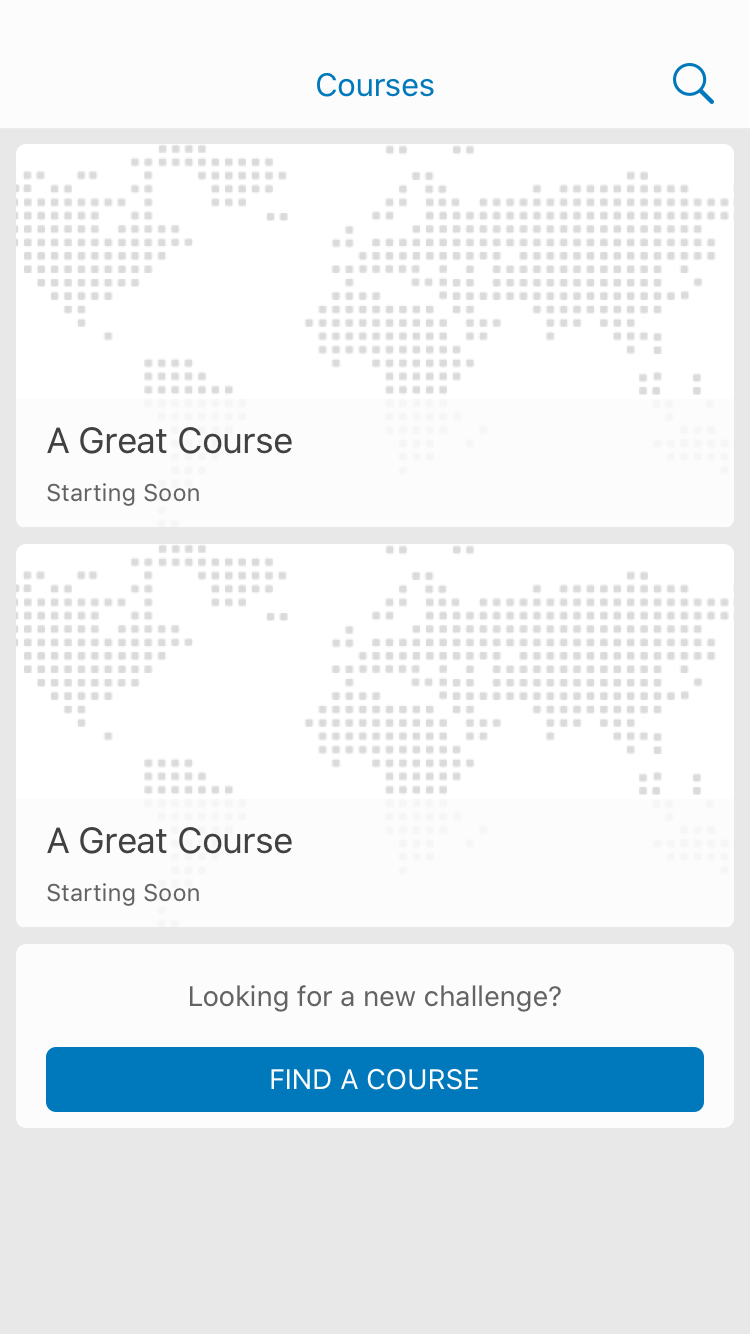 Courses
A Great Course
Starting Soon
A Great Course
Starting Soon
Looking for a new challenge?
FIND A COURSE